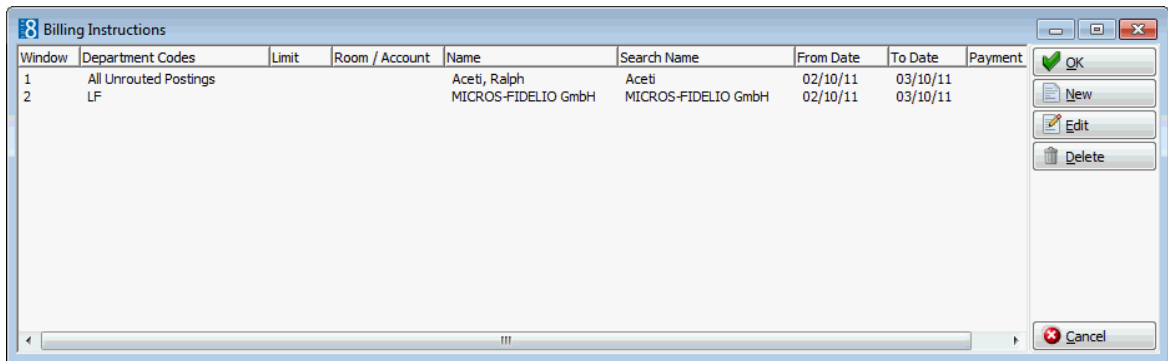 8 Billing Instructions
Window Department Codes Limit Room / Account Name Search Name From Date To Date Payment
1 All Unrouted Postings Aceti, Ralph Aceti 02/10/11 03/10/11
2 LF MICROS-FIDELIO GmbH MICROS-FIDELIO GmbH 02/10/11 03/10/11
OK
New
Edit
Delete
Cancel